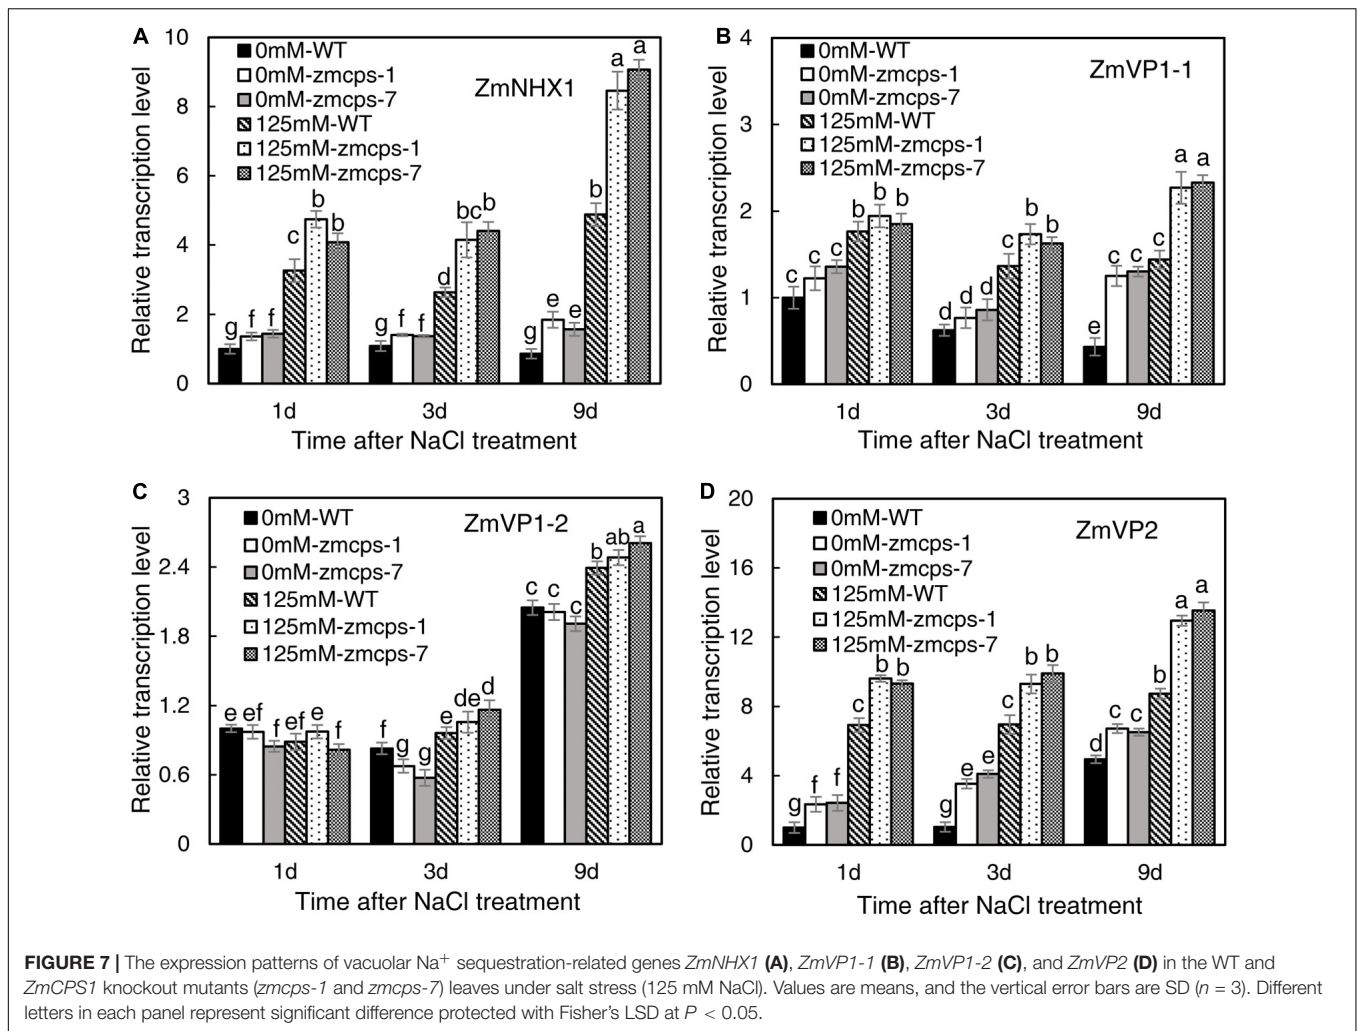 A
10
8
6
4
2
0
Relative transcription level
0mM-WT
0mM-zmcps-1
0mM-zmcps-7
125mM-WT
125mM-zmcps-1
125mM-zmcps-7
ZmNHX1
g f f c b b
g f f d bc b
g e e b a a
1d 3d 9d
Time after NaCl treatment
B
4
3
2
1
0
Relative transcription level
0mM-WT
0mM-zmcps-1
0mM-zmcps-7
125mM-WT
125mM-zmcps-1
125mM-zmcps-7
ZmVP1-1
c c c b b b
d d d c b b
e c c c a a
1d 3d 9d
Time after NaCl treatment
C
3
2.4
1.8
1.2
0.6
0
Relative transcription level
0mM-WT
0mM-zmcps-1
0mM-zmcps-7
125mM-WT
125mM-zmcps-1
125mM-zmcps-7
ZmVP1-2
e ef f ef e f
f g g e de d
c c c b ab a
1d 3d 9d
Time after NaCl treatment
D
20
16
12
8
4
0
Relative transcription level
0mM-WT
0mM-zmcps-1
0mM-zmcps-7
125mM-WT
125mM-zmcps-1
125mM-zmcps-7
ZmVP2
g f f c b b
g e e c b b
d c c b a a
1d 3d 9d
Time after NaCl treatment
FIGURE 7 | The expression patterns of vacuolar Na+ sequestration-related genes ZmNHX1 (A), ZmVP1-1 (B), ZmVP1-2 (C), and ZmVP2 (D) in the WT and
ZmCPS1 knockout mutants (zmcps-1 and zmcps-7) leaves under salt stress (125 mM NaCl). Values are means, and the vertical error bars are SD (n = 3). Different
letters in each panel represent significant difference protected with Fisher's LSD at P < 0.05.